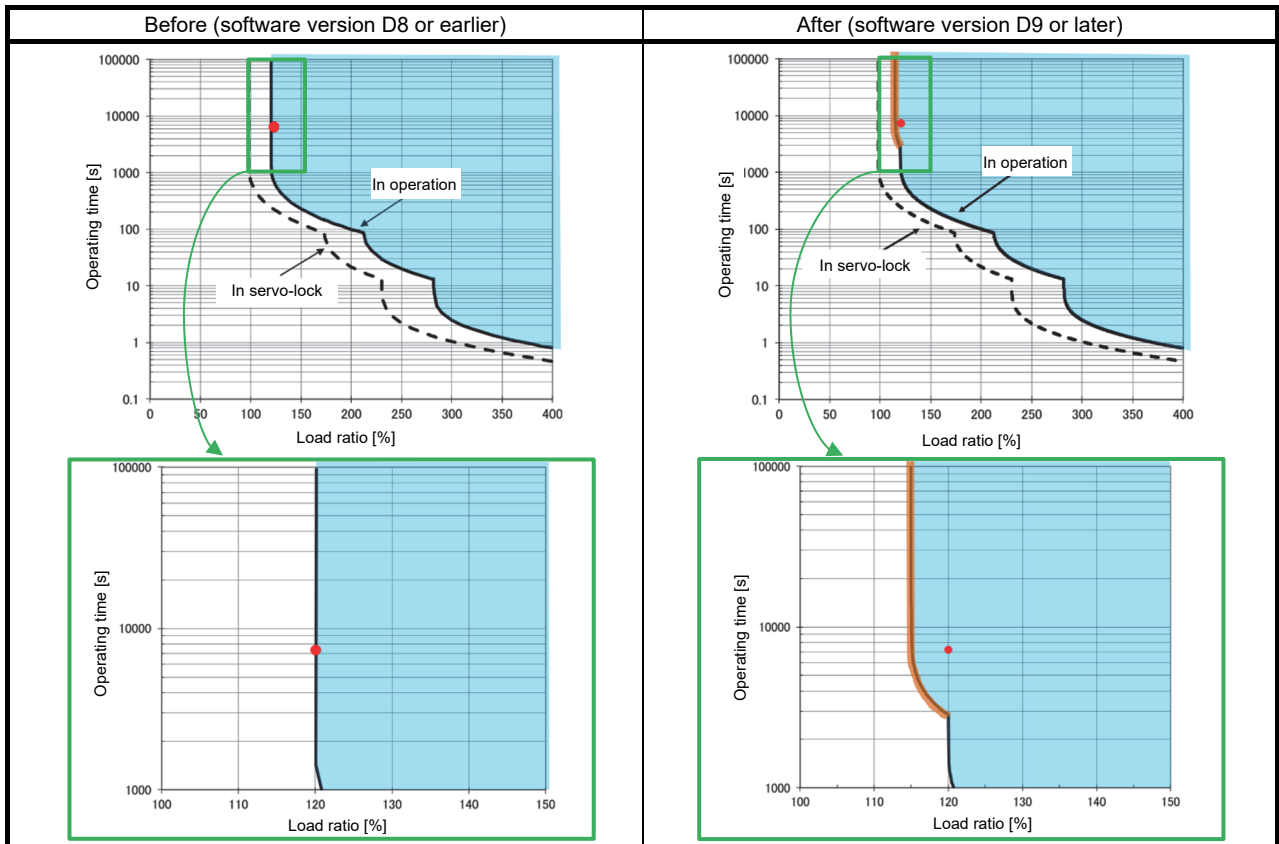 Before (software version D8 or earlier)
After (software version D9 or later)
100000
10000
1000
100
10
1
0.1
Operating time [s]
In operation
In servo-lock
0 50 100 150 200 250 300 350 400
Load ratio [%]
100000
10000
1000
100
10
1
0.1
Operating time [s]
In operation
In servo-lock
0 50 100 150 200 250 300 350 400
Load ratio [%]
100000
10000
1000
Operating time [s]
100 110 120 130 140 150
Load ratio [%]
100000
10000
1000
Operating time [s]
100 110 120 130 140 150
Load ratio [%]